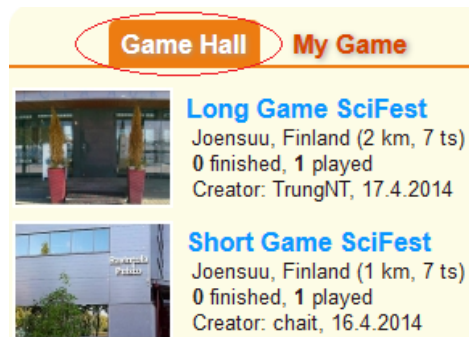 Game Hall My Game
Long Game SciFest
Joensuu, Finland (2 km, 7 ts)
0 finished, 1 played
Creator: TrungNT, 17.4.2014
Short Game SciFest
Joensuu, Finland (1 km, 7 ts)
0 finished, 1 played
Creator: chait, 16.4.2014